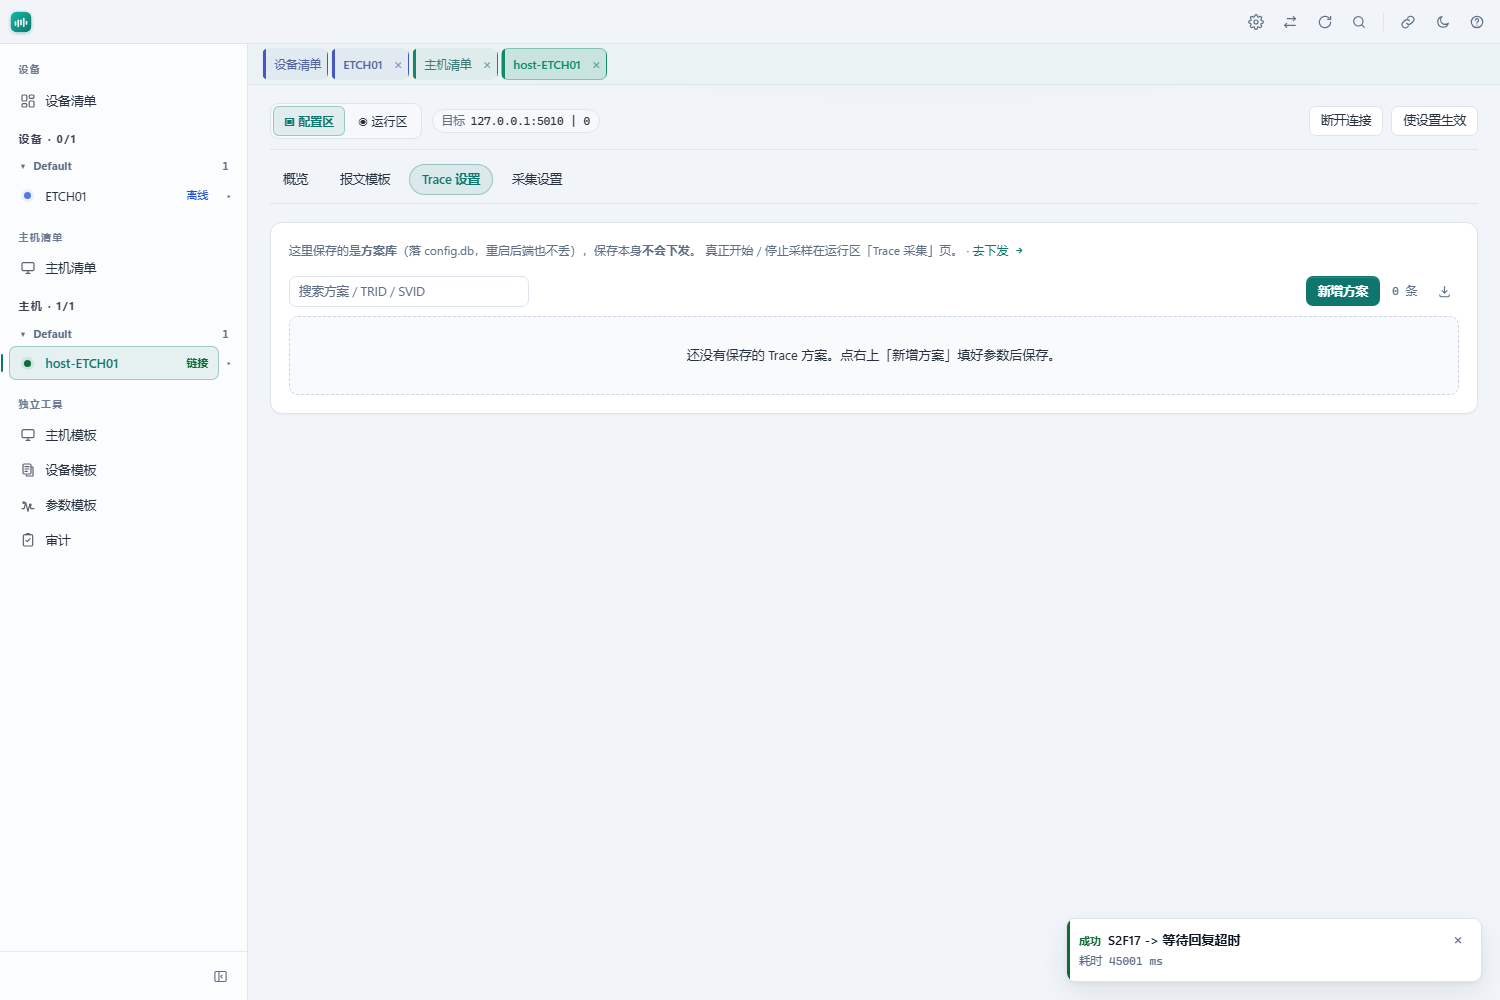 设备
设备清单
设备 · 0/1
Default 1
ETCH01 离线
主机清单
主机清单
主机 · 1/1
Default 1
host-ETCH01 链接
独立工具
主机模板
设备模板
参数模板
审计
设备清单 ETCH01 × 主机清单 × host-ETCH01 ×
配置区 运行区 目标 127.0.0.1:5010 | 0 断开连接 使设置生效
概览 报文模板 Trace 设置 采集设置
这里保存的是方案库（落 config.db，重启后端也不丢），保存本身不会下发。 真正开始 / 停止采样在运行区「Trace 采集」页。 · 去下发 →
搜索方案 / TRID / SVID 新增方案 0 条
还没有保存的 Trace 方案。点右上「新增方案」填好参数后保存。
成功 S2F17 -> 等待回复超时 ×
耗时 45001 ms